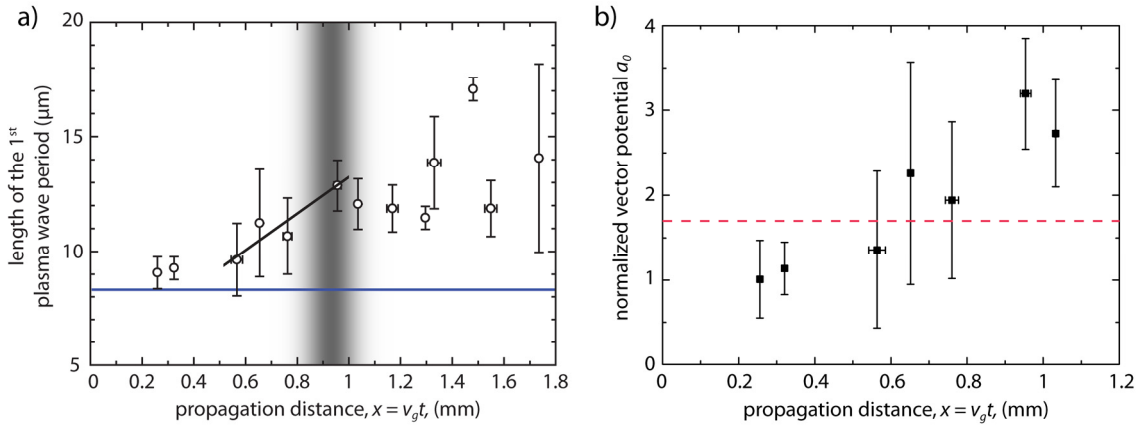 a)
20
15
10
5
length of the 1st
plasma wave period (μm)
0 0.2 0.4 0.6 0.8 1 1.2 1.4 1.6 1.8
propagation distance, x = vgt, (mm)
b)
4
3
2
1
0
normalized vector potential a0
0 0.2 0.4 0.6 0.8 1 1.2
propagation distance, x = vgt, (mm)